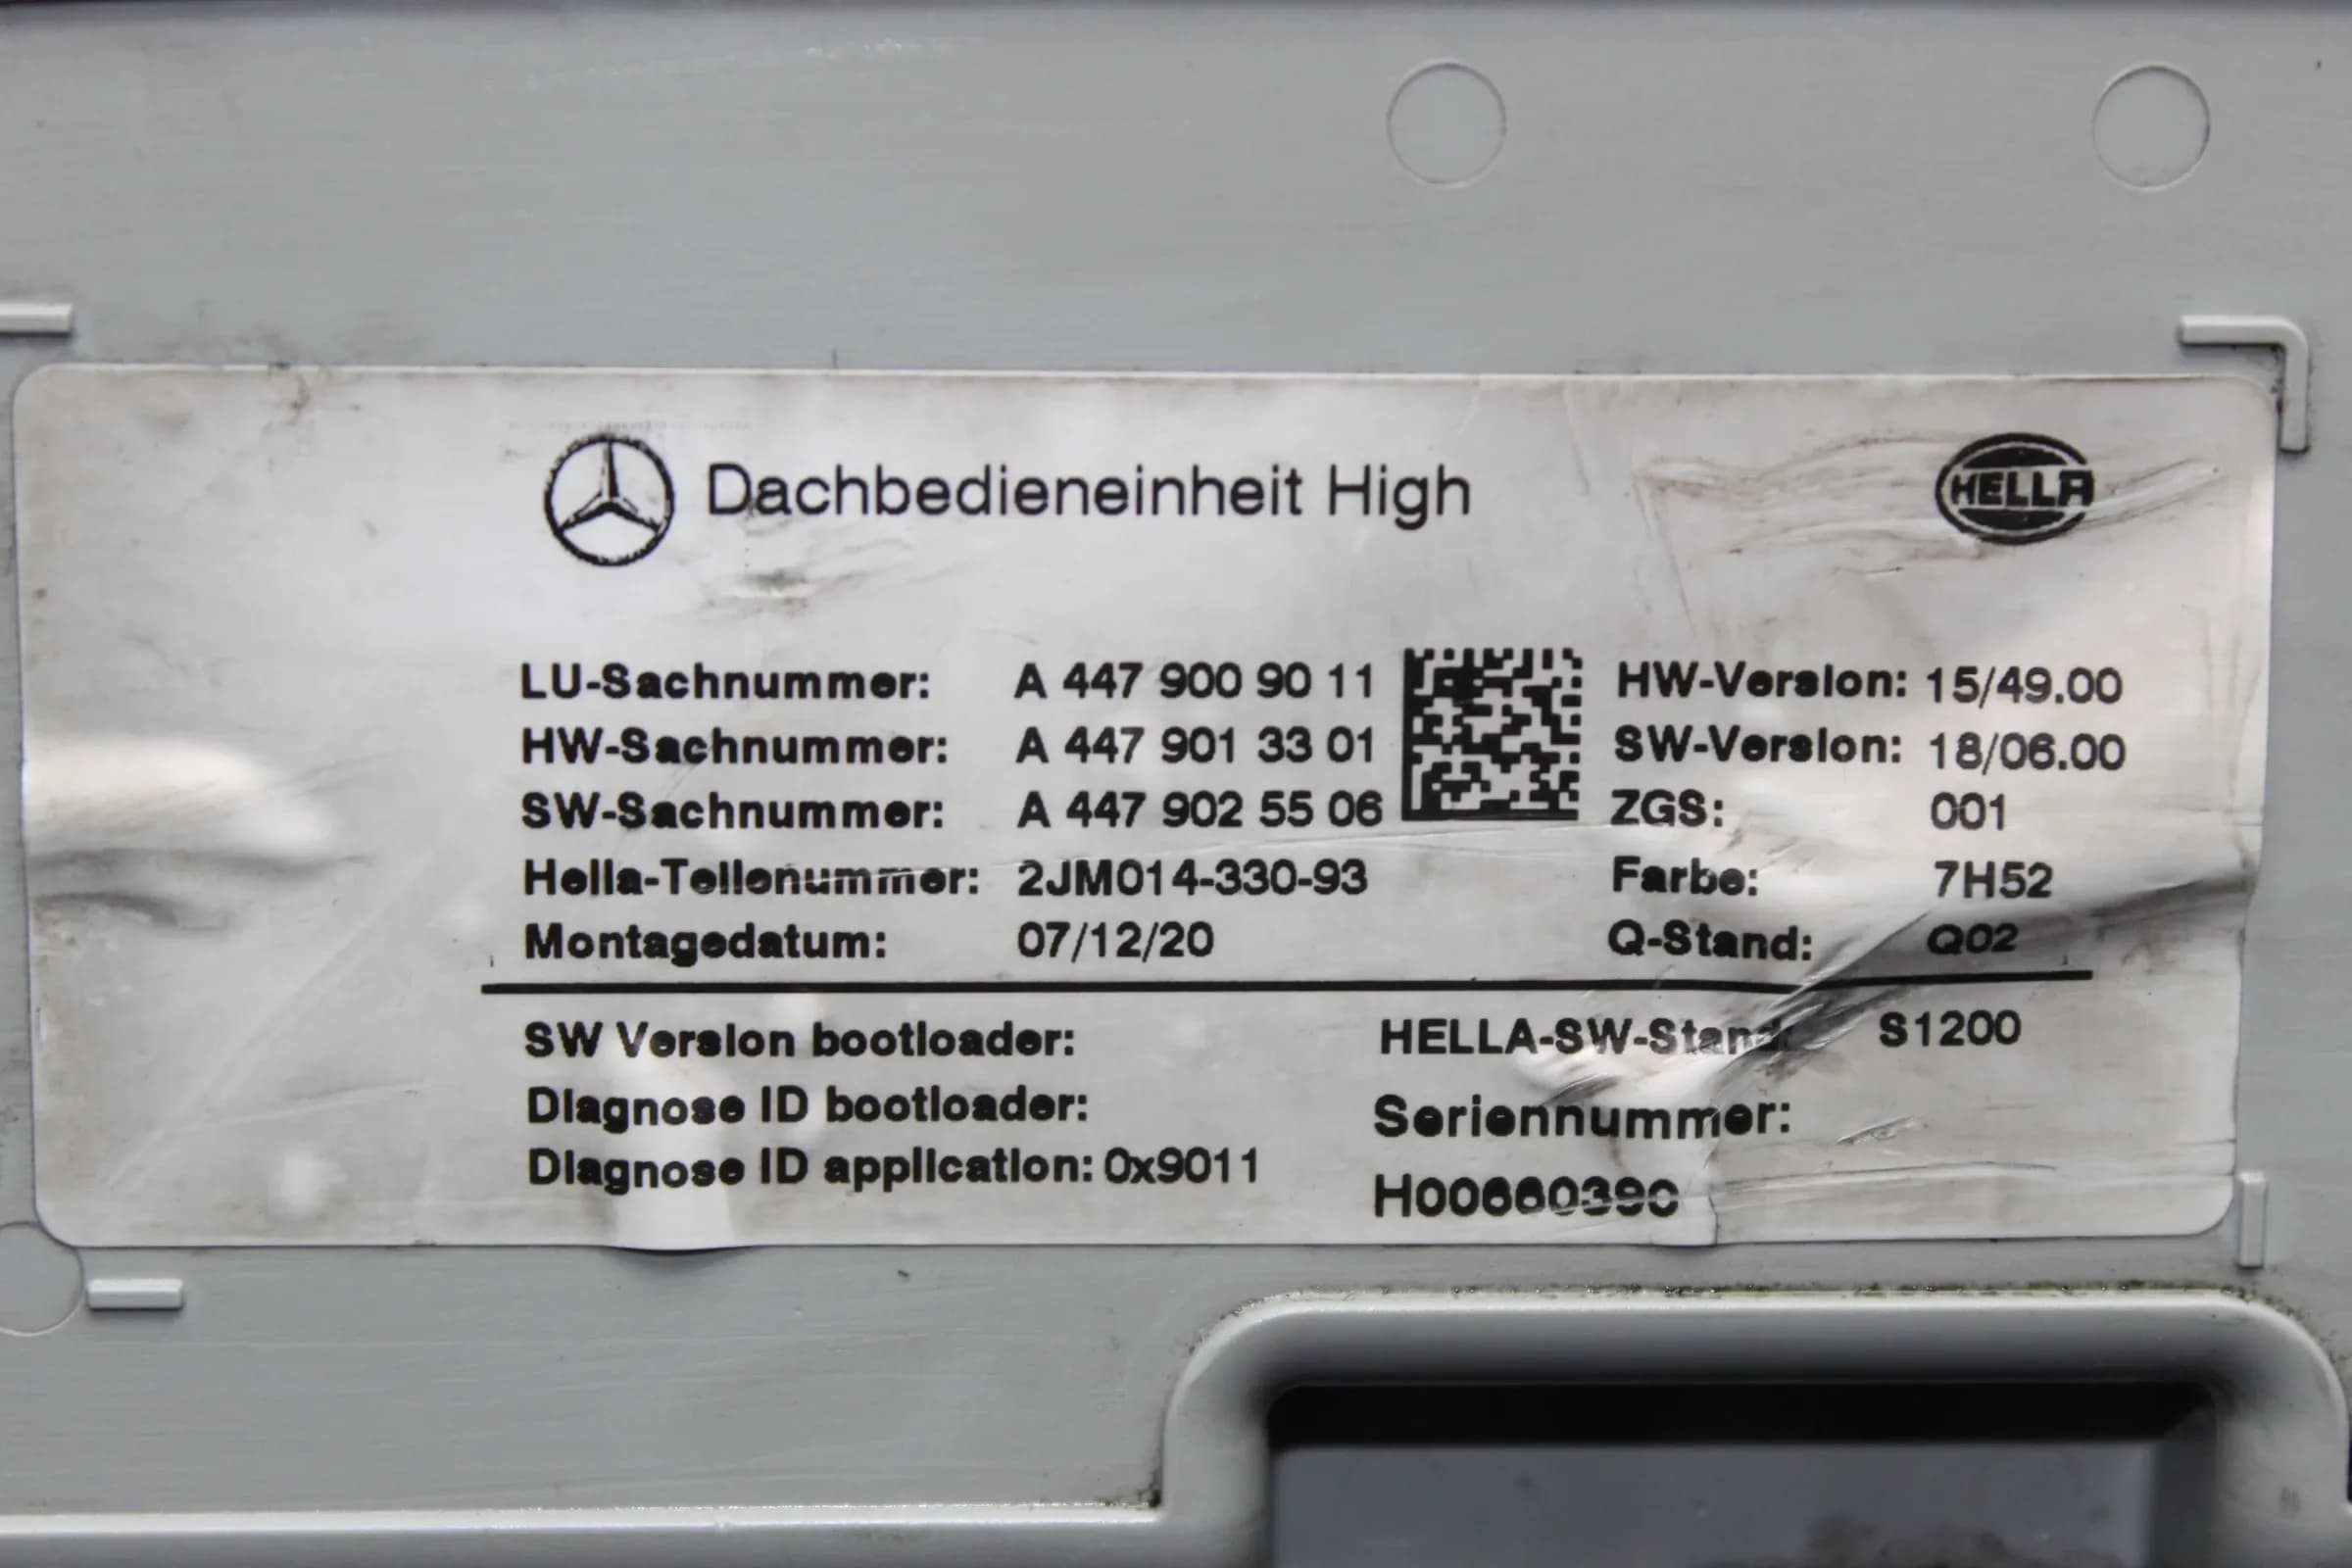 Dachbedieneinheit High
HELLA
LU-Sachnummer: A 447 900 90 11
HW-Sachnummer: A 447 901 33 01
SW-Sachnummer: A 447 902 55 06
Hella-Teilenummer: 2JM014-330-93
Montagedatum: 07/12/20
HW-Version: 15/49.00
SW-Version: 18/06.00
ZGS: 001
Farbe: 7H52
Q-Stand: Q02
SW Version bootloader:
Diagnose ID bootloader:
Diagnose ID application: 0x9011
HELLA-SW-Stand: S1200
Seriennummer: